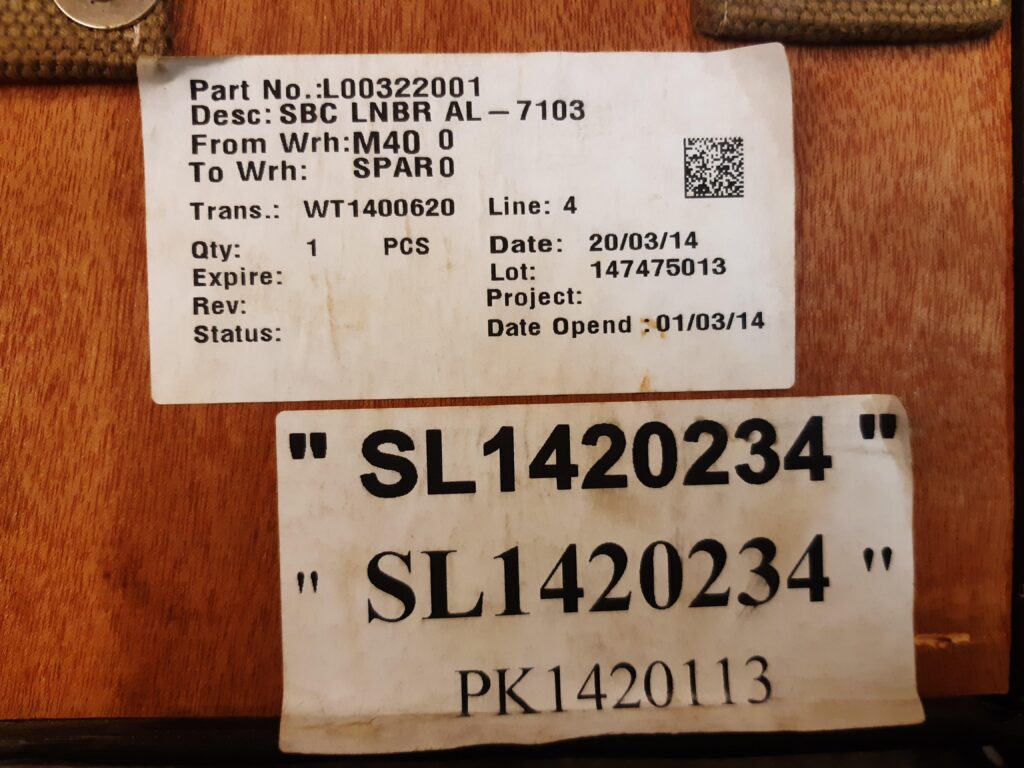 Part No.:L00322001
Desc: SBC LNBR AL-7103
From Wrh:M40 0
To Wrh: SPAR 0
Trans.: WT1400620 Line: 4
Qty: 1 PCS Date: 20/03/14
Expire: Lot: 147475013
Rev: Project:
Status: Date Opend :01/03/14
" SL1420234 "
" SL1420234 "
PK1420113